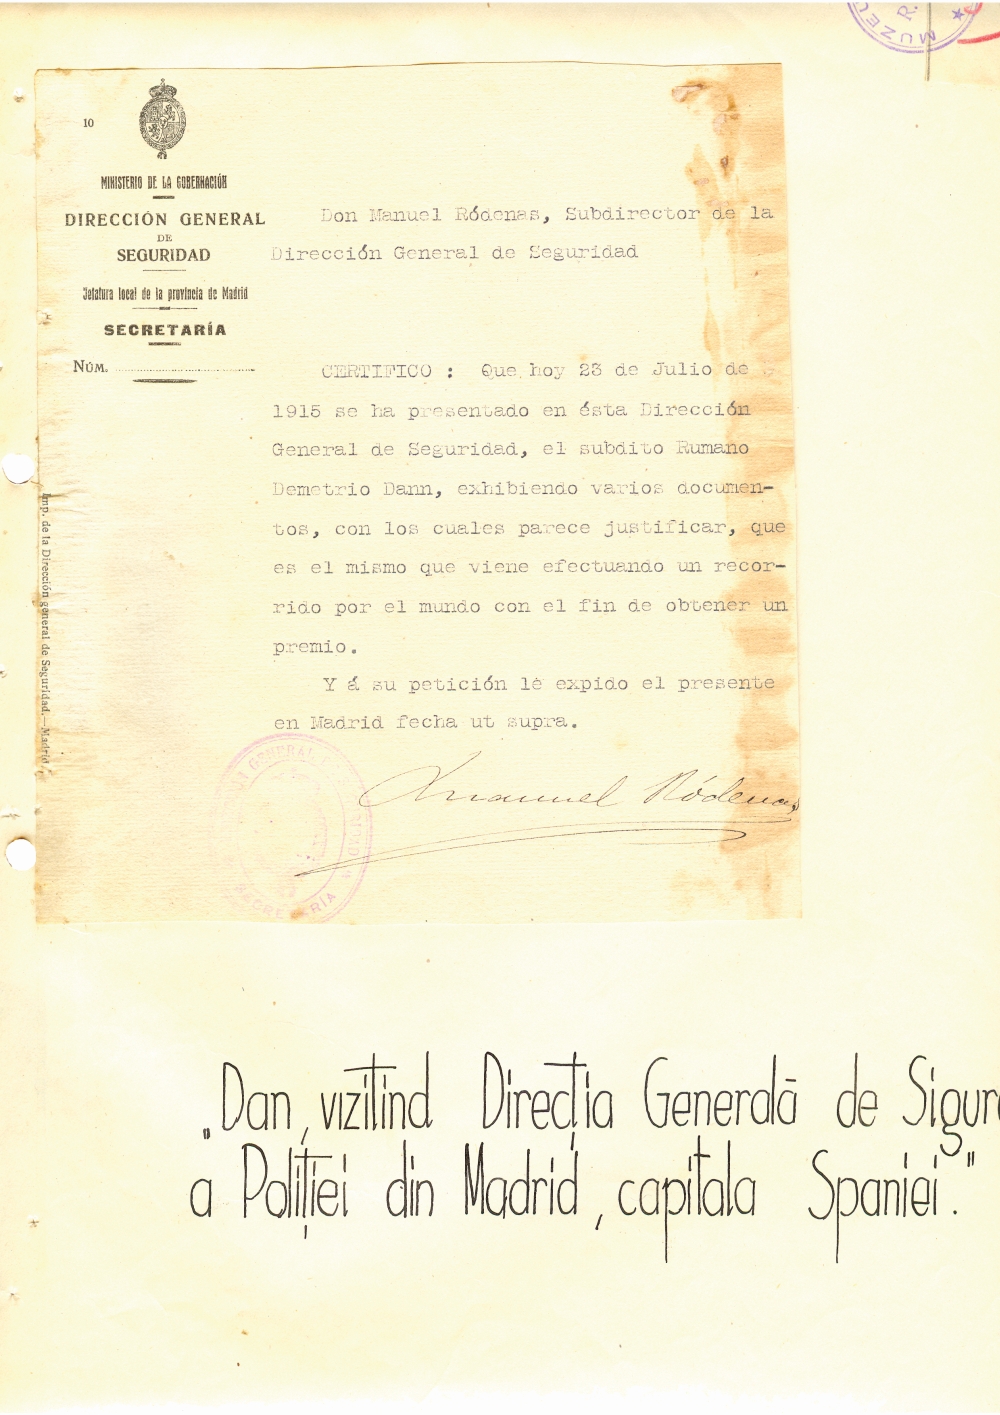 MUZEU
R.
10
MINISTERIO DE LA GOBERNACIÓN
DIRECCIÓN GENERAL
DE
SEGURIDAD
Jefatura local de la provincia de Madrid
SECRETARÍA
NÚM.
Don Manuel Ródenas, Subdirector de la
Dirección General de Seguridad
CERTIFICO : Que hoy 23 de Julio de
1915 se ha presentado en ésta Dirección
General de Seguridad, el subdito Rumano
Demetrio Dann, exhibiendo varios documen-
tos, con los cuales parece justificar, que
es el mismo que viene efectuando un recor-
rido por el mundo con el fin de obtener un
premio.
Y á su petición lé expido el presente
en Madrid fecha ut supra.
Manuel Ródenas
GENERAL
SECRETARÍA
Imp. de la Dirección general de Seguridad.—Madrid.
„Dan, vizitînd Direcția Generală de Sigur
a Poliției din Madrid, capitala Spaniei."